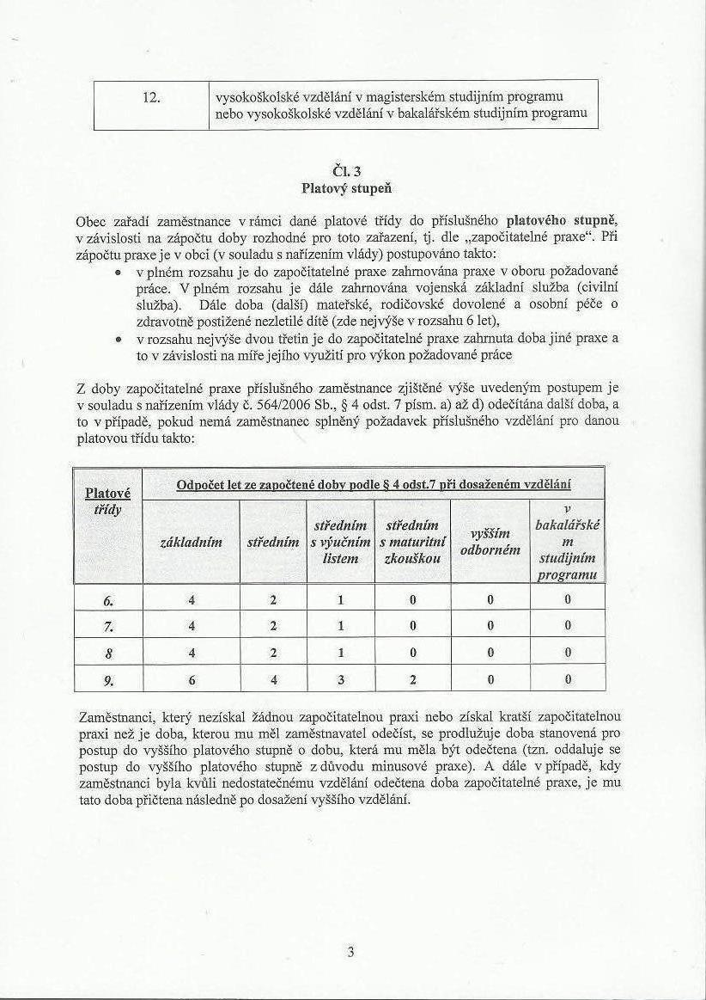 12.
vysokoškolské vzdělání v magisterském studijním programu
nebo vysokoškolské vzdělání v bakalářském studijním programu
Čl. 3
Platový stupeň
Obec zařadí zaměstnance v rámci dané platové třídy do příslušného platového stupně,
v závislosti na zápočtu doby rozhodné pro toto zařazení, tj. dle „započitatelné praxe“. Při
zápočtu praxe je v obci (v souladu s nařízením vlády) postupováno takto:
• v plném rozsahu je do započitatelné praxe zahrnována praxe v oboru požadované
práce. V plném rozsahu je dále zahrnována vojenská základní služba (civilní
služba). Dále doba (další) mateřské, rodičovské dovolené a osobní péče o
zdravotně postižené nezletilé dítě (zde nejvýše v rozsahu 6 let),
• v rozsahu nejvýše dvou třetin je do započitatelné praxe zahrnuta doba jiné praxe a
to v závislosti na míře jejího využití pro výkon požadované práce
Z doby započitatelné praxe příslušného zaměstnance zjištěné výše uvedeným postupem je
v souladu s nařízením vlády č. 564/2006 Sb., § 4 odst. 7 písm. a) až d) odečítána další doba, a
to v případě, pokud nemá zaměstnanec splněný požadavek příslušného vzdělání pro danou
platovou třídu takto:
Platové
třídy
Odpočet let ze započtené doby podle § 4 odst.7 při dosaženém vzdělání
základním
středním
středním
s výučním
listem
středním
s maturitní
zkouškou
vyšším
odborném
v
bakalářské
m
studijním
programu
6. 4 2 1 0 0 0
7. 4 2 1 0 0 0
8 4 2 1 0 0 0
9. 6 4 3 2 0 0
Zaměstnanci, který nezískal žádnou započitatelnou praxi nebo získal kratší započitatelnou
praxi než je doba, kterou mu měl zaměstnavatel odečíst, se prodlužuje doba stanovená pro
postup do vyššího platového stupně o dobu, která mu měla být odečtena (tzn. oddaluje se
postup do vyššího platového stupně z důvodu minusové praxe). A dále v případě, kdy
zaměstnanci byla kvůli nedostatečnému vzdělání odečtena doba započitatelné praxe, je mu
tato doba přičtena následně po dosažení vyššího vzdělání.
3